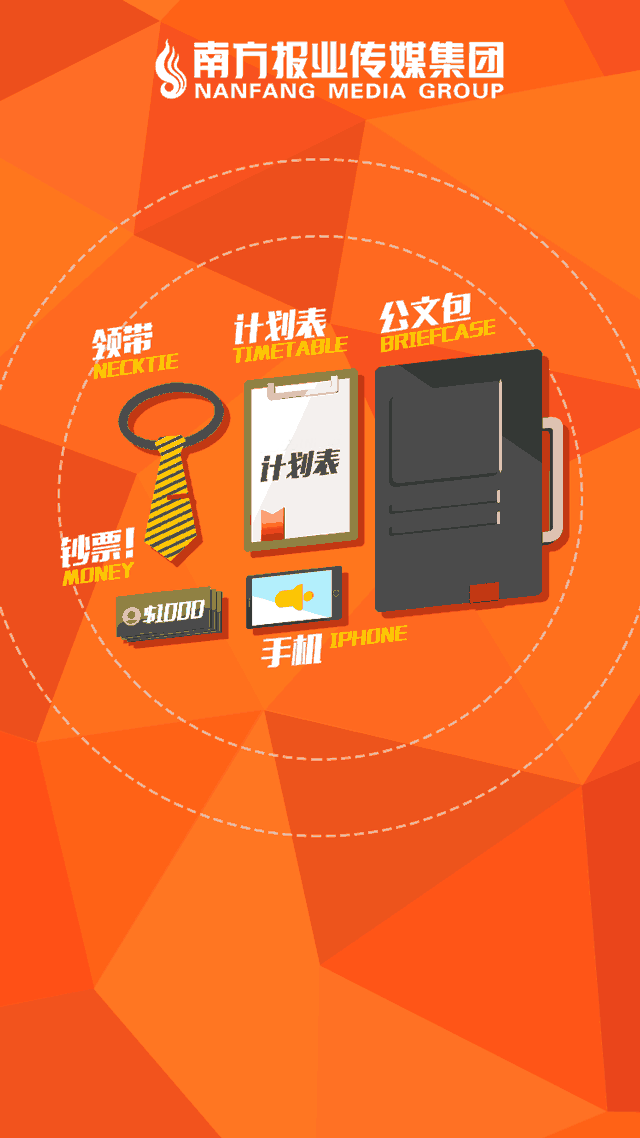 南方报业传媒集团
NANFANG MEDIA GROUP
领带
NECKTIE
计划表
TIMETABLE
公文包
BRIEFCASE
计划表
钞票!
MONEY
$1000
手机 IPHONE